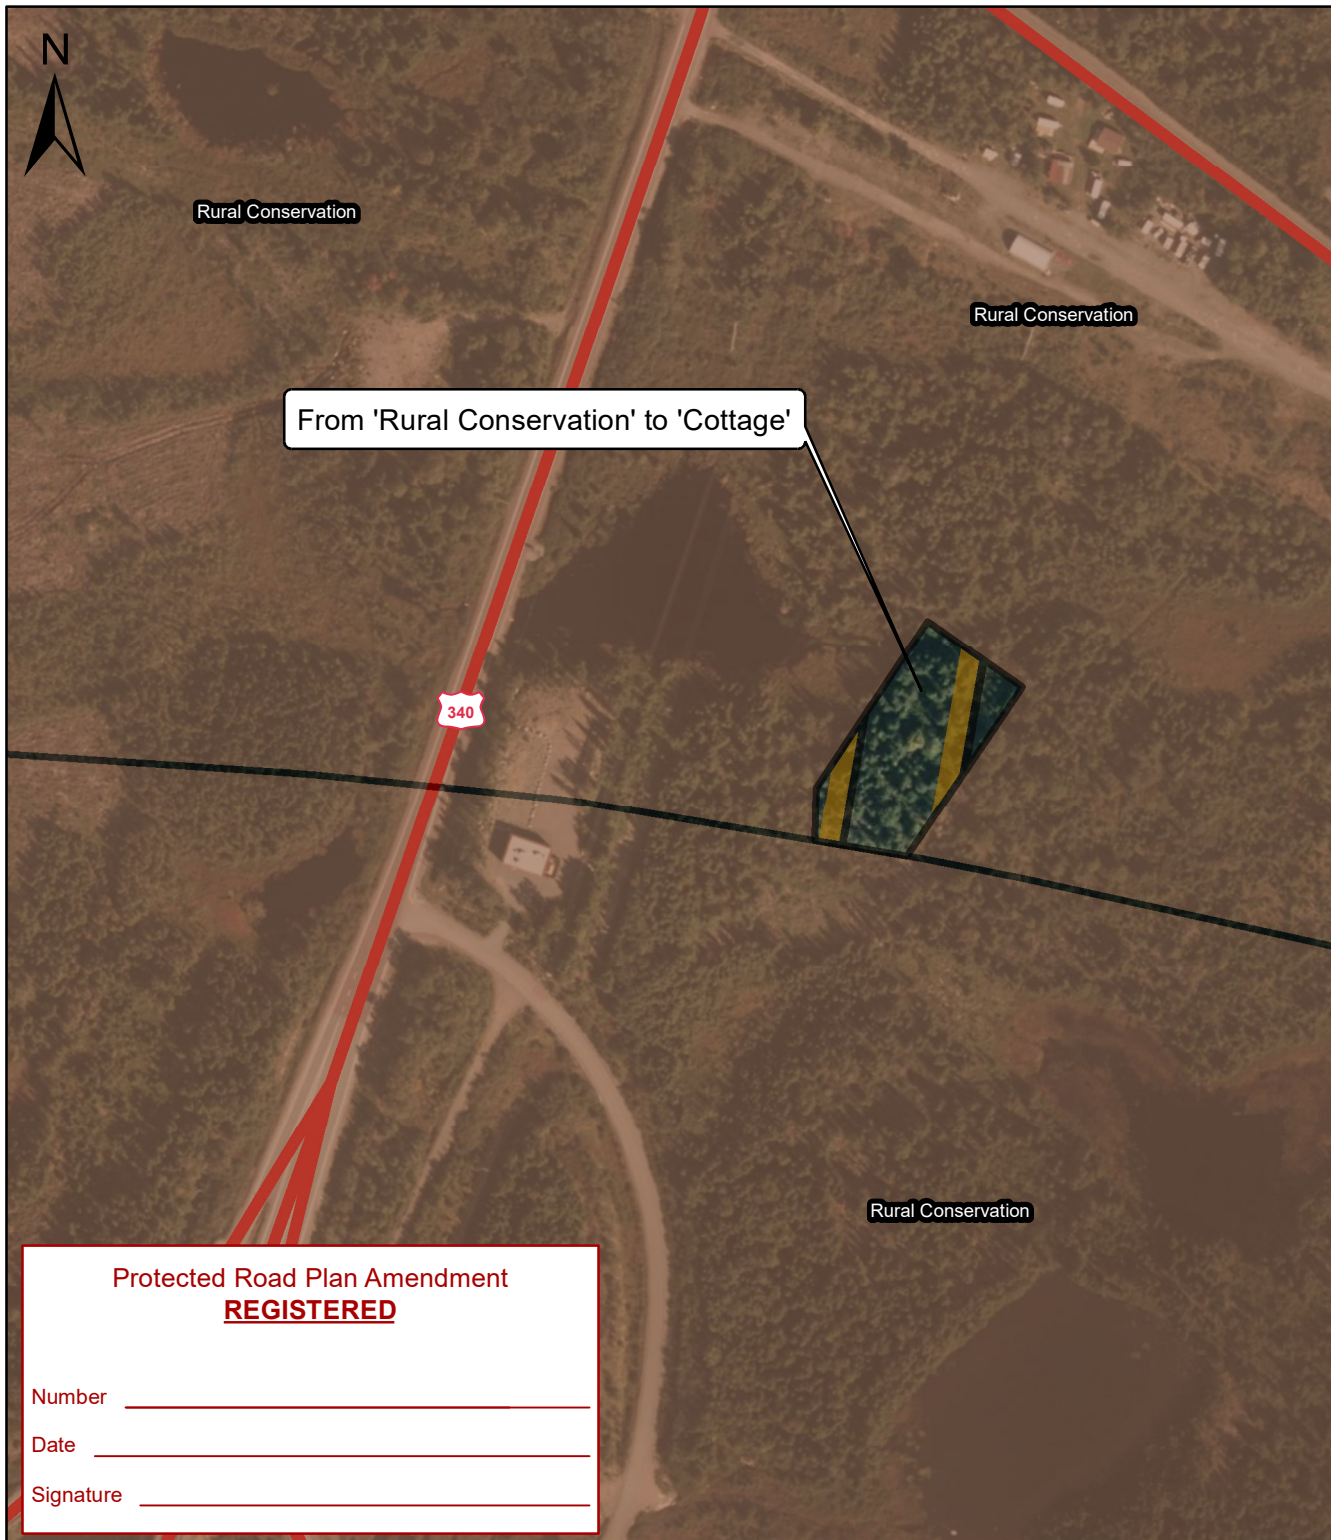 N
Rural Conservation
Rural Conservation
From 'Rural Conservation' to 'Cottage'
340
Rural Conservation
Protected Road Plan Amendment
REGISTERED
Number
Date
Signature